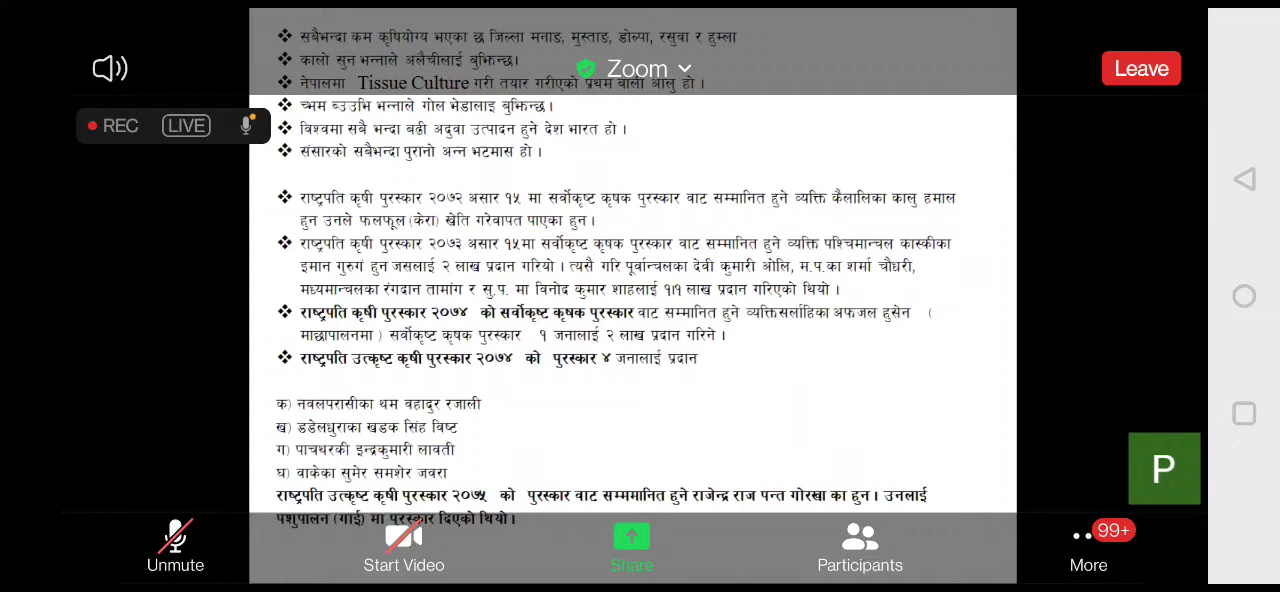 ❖ सबैभन्दा कम कृषियोग्य भएका छ जिल्ला मनाङ, मुस्ताङ, डोल्पा, रसुवा र हुम्ला
❖ कालो सुन भन्नाले अलैचीलाई बुझिन्छ।
Zoom
Leave
❖ नेपालमा Tissue Culture गरी तयार गरीएको प्रथम बाली आलु हो ।
❖ च्भम ब्उउभि भन्नाले गोल भेडालाइ बुझिन्छ ।
REC LIVE
❖ विश्वमा सबै भन्दा बढी अदुवा उत्पादन हुने देश भारत हो ।
❖ संसारको सबैभन्दा पुरानो अन्न भटमास हो ।
❖ राष्ट्रपति कृषी पुरस्कार २०७२ असार १५ मा सर्वोकृष्ट कृषक पुरस्कार वाट सम्मानित हुने व्यक्ति कैलालिका कालु हमाल
हुन उनले फलफूल (केरा) खेति गरेवापत पाएका हुन ।
❖ राष्ट्रपति कृषी पुरस्कार २०७३ असार १५मा सर्वोकृष्ट कृषक पुरस्कार वाट सम्मानित हुने व्यक्ति पश्चिमान्चल कास्कीका
इमान गुरुगं हुन जसलाई २ लाख प्रदान गरियो । त्यसै गरि पूर्वान्चलका देवी कुमारी ओलि, म.प.का शर्मा चौधरी,
मध्यमान्चलका रंगदान तामांग र सु.प. मा विनोद कुमार शाहलाई १।१ लाख प्रदान गरिएको थियो ।
❖ राष्ट्रपति कृषी पुरस्कार २०७४ को सर्वोकृष्ट कृषक पुरस्कार वाट सम्मानित हुने व्यक्तिसर्लाहिका अफजल हुसेन (
माछापालनमा ) सर्वोकृष्ट कृषक पुरस्कार १ जनालाई २ लाख प्रदान गरिने ।
❖ राष्ट्रपति उत्कृष्ट कृषी पुरस्कार २०७४ को पुरस्कार ४ जनालाई प्रदान
क) नवलपरासीका थम वहादुर रजाली
ख) डडेलधुराका खडक सिंह विष्ट
ग) पाचथरकी इन्द्रकुमारी लावती
घ) वाकेका सुमेर समशेर जवरा
P
राष्ट्रपति उत्कृष्ट कृषी पुरस्कार २०७५ को पुरस्कार वाट सम्ममानित हुने राजेन्द्र राज पन्त गोरखा का हुन । उनलाई
पशुपालन (गाई) मा पुरस्कार दिएको थियो ।
99+
Unmute Start Video Share Participants More